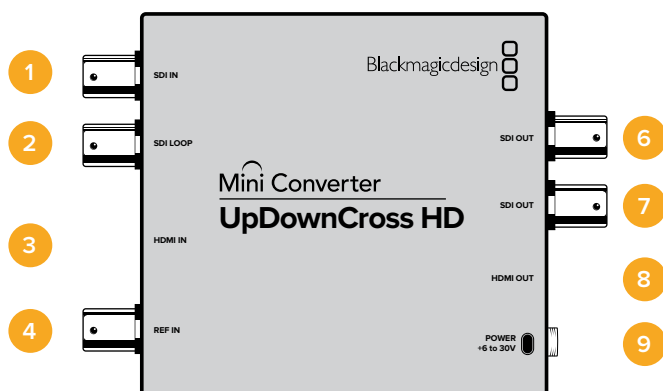 1
SDI IN
Blackmagicdesign
2
SDI LOOP
SDI OUT
6
Mini Converter
UpDownCross HD
SDI OUT
7
3
HDMI IN
HDMI OUT
8
4
REF IN
POWER
+6 to 30V
9